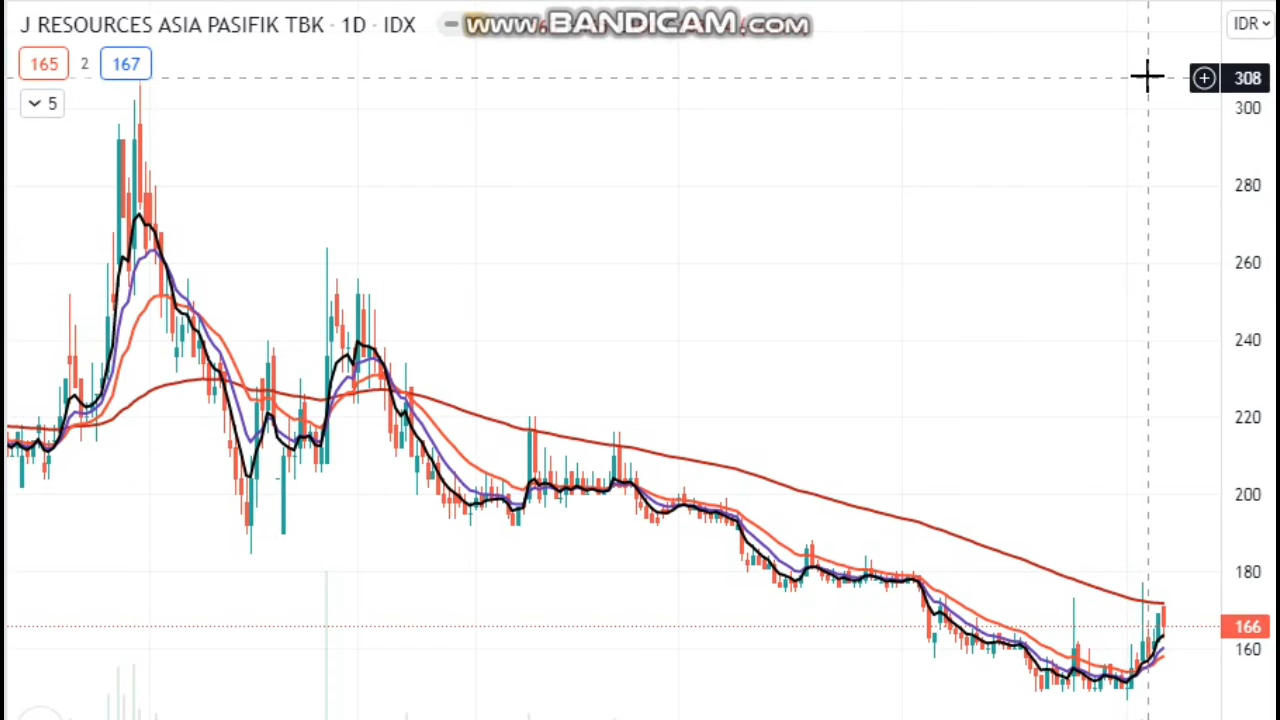 J RESOURCES ASIA PASIFIK TBK · 1D · IDX
www.BANDICAM.com
IDR
165 2 167
5
308
300
280
260
240
220
200
180
166
160